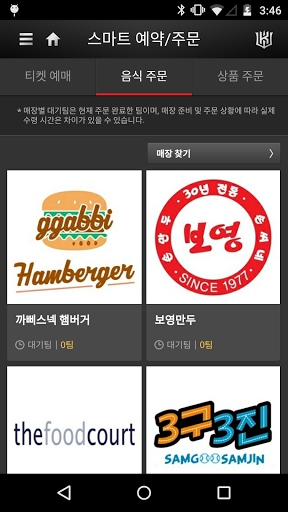 3:46
스마트 예약/주문
티켓 예매
음식 주문
상품 주문
* 매장별 대기팀은 현재 주문 완료한 팀이며, 매장 준비 및 주문 상황에 따라 실제
수령 시간은 차이가 있을 수 있습니다.
매장 찾기
ggabbi
Hamberger
30년 전통
보영
SINCE 1977
까삐스넥 햄버거
대기팀 | 0팀
보영만두
대기팀 | 0팀
thefoodcourt
3구3진
SAMGOOSAMJIN